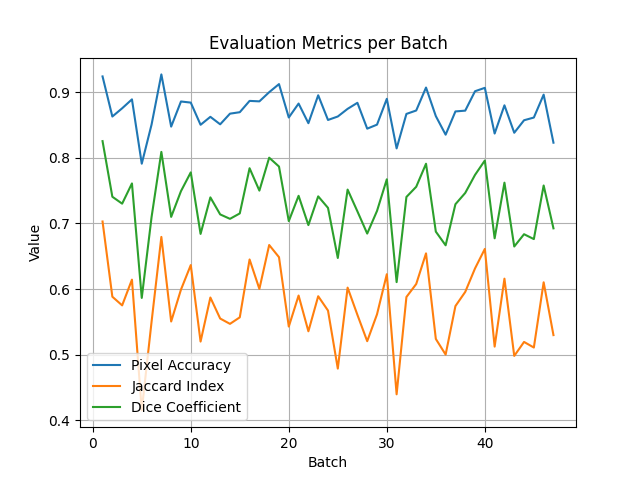 Evaluation Metrics per Batch
Value
0.9
0.8
0.7
0.6
0.5
0.4
Pixel Accuracy
Jaccard Index
Dice Coefficient
0 10 20 30 40
Batch